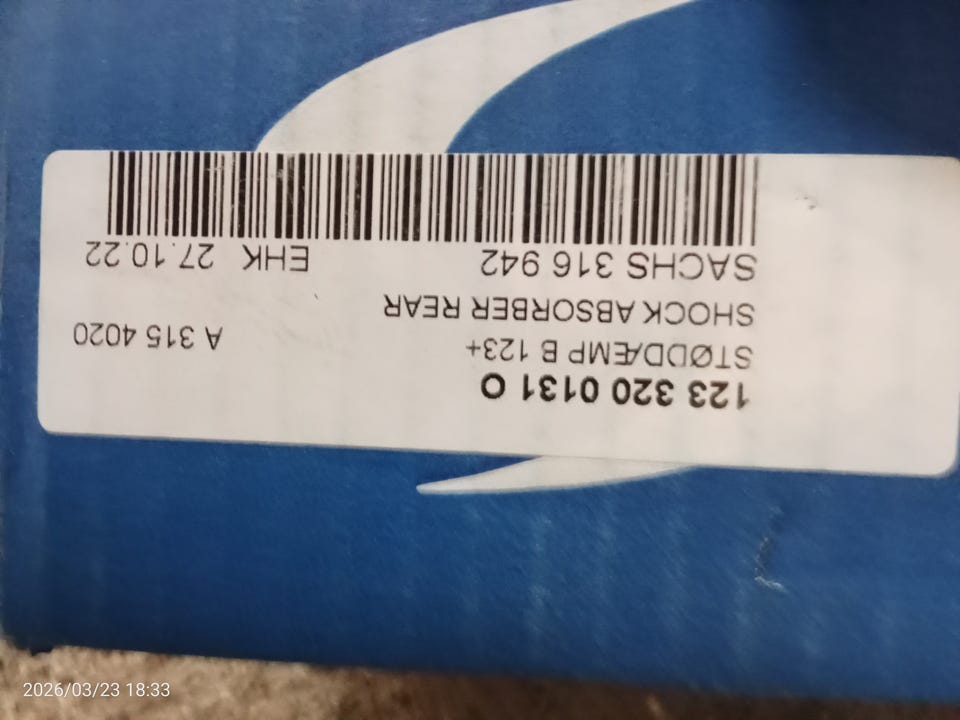 123 320 0131 O
STØDDÆMP B 123+ A 315 4020
SHOCK ABSORBER REAR
SACHS 316 942 EHK 27.10.22
2026/03/23 18:33